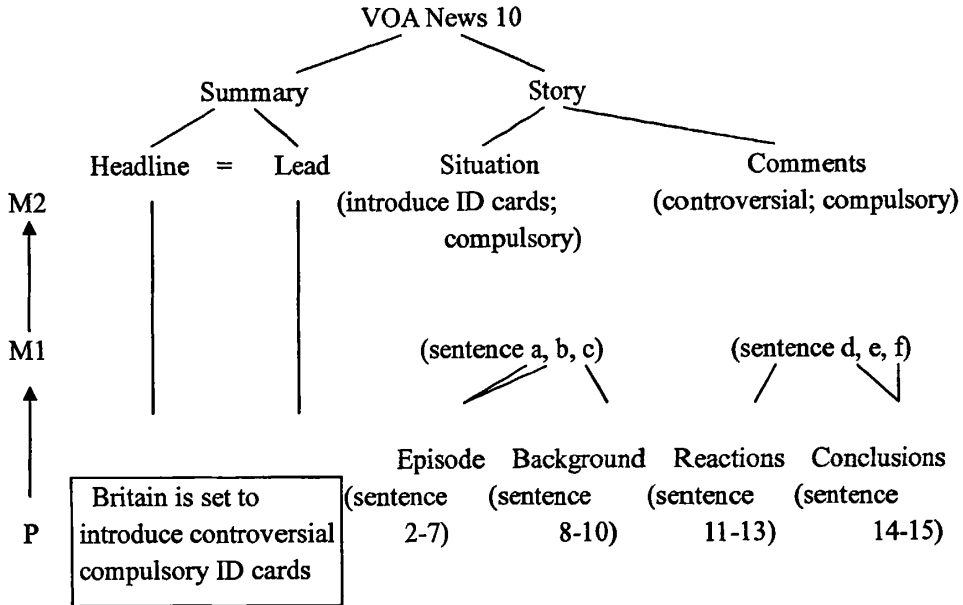 VOA News 10
Summary Story
Headline = Lead Situation Comments
M2 (introduce ID cards; (controversial; compulsory)
compulsory)
M1 (sentence a, b, c) (sentence d, e, f)
Episode Background Reactions Conclusions
Britain is set to (sentence (sentence (sentence (sentence
P introduce controversial 2-7) 8-10) 11-13) 14-15)
compulsory ID cards